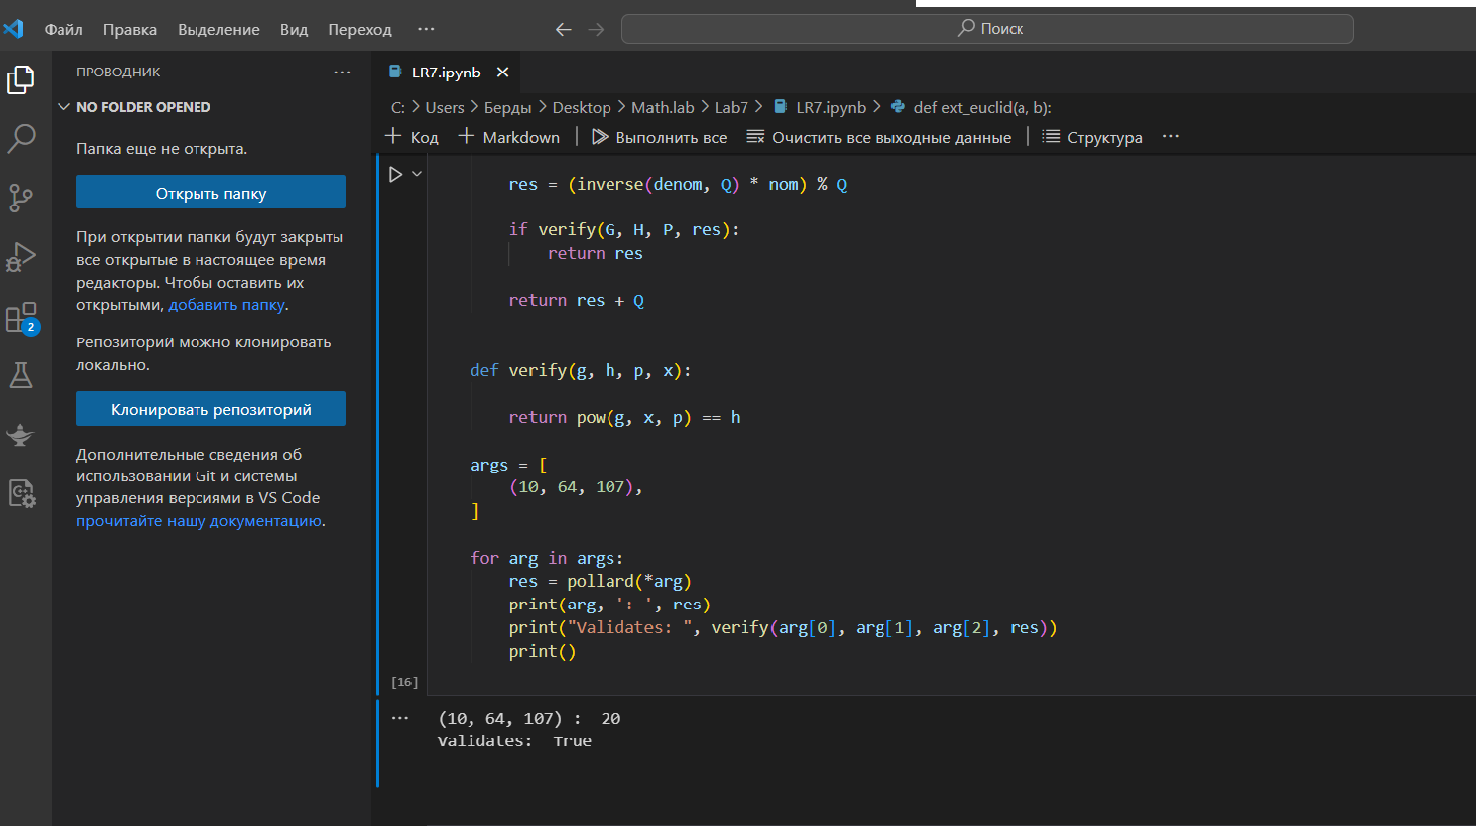 Файл Правка Выделение Вид Переход ··· Поиск
ПРОВОДНИК ···
NO FOLDER OPENED
Папка еще не открыта.
Открыть папку
При открытии папки будут закрыты
все открытые в настоящее время
редакторы. Чтобы оставить их
открытыми, добавить папку.
Репозиторий можно клонировать
локально.
Клонировать репозиторий
Дополнительные сведения об
использовании Git и системы
управления версиями в VS Code
прочитайте нашу документацию.
2
LR7.ipynb
C: > Users > Берды > Desktop > Math.lab > Lab7 > LR7.ipynb > def ext_euclid(a, b):
+ Код + Markdown | Выполнить все Очистить все выходные данные | Структура ···
res = (inverse(denom, Q) * nom) % Q
if verify(G, H, P, res):
return res
return res + Q
def verify(g, h, p, x):
return pow(g, x, p) == h
args = [
(10, 64, 107),
]
for arg in args:
res = pollard(*arg)
print(arg, ': ', res)
print("Validates: ", verify(arg[0], arg[1], arg[2], res))
print()
[16]
··· (10, 64, 107) :  20
Validates:  True